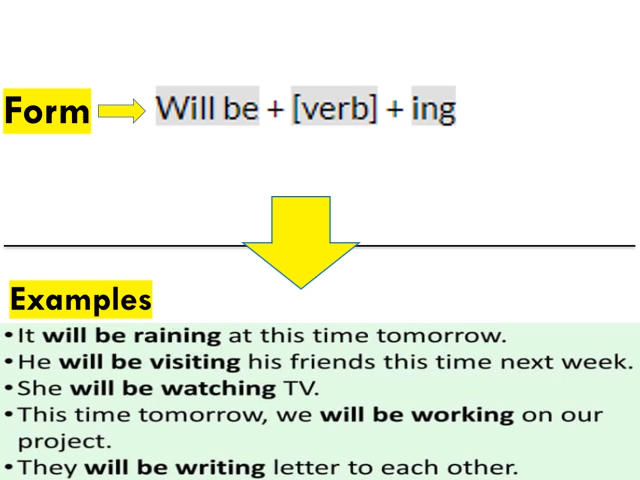 Form Will be + [verb] + ing
Examples
• It will be raining at this time tomorrow.
• He will be visiting his friends this time next week.
• She will be watching TV.
• This time tomorrow, we will be working on our
project.
• They will be writing letter to each other.